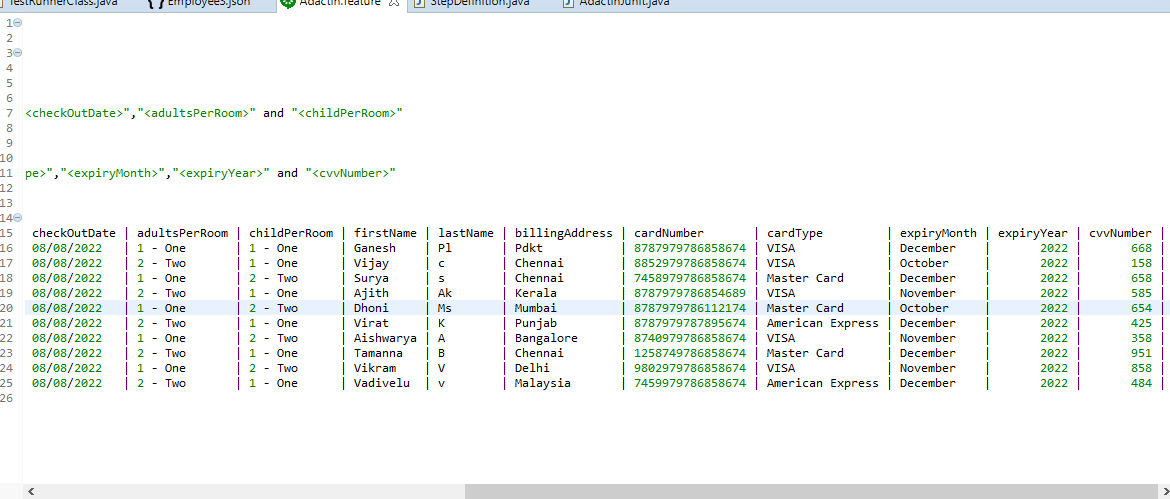 TestRunnerClass.java Employee3.json Adactin.feature StepDefinition.java AdactinJunit.java
1
2
3
4
5
6
7 <checkOutDate>","<adultsPerRoom>" and "<childPerRoom>"
8
9
10
11 pe>","<expiryMonth>","<expiryYear>" and "<cvvNumber>"
12
13
14
15 checkOutDate | adultsPerRoom | childPerRoom | firstName | lastName | billingAddress | cardNumber | cardType | expiryMonth | expiryYear | cvvNumber |
16 08/08/2022 | 1 - One | 1 - One | Ganesh | Pl | Pdkt | 8787979786858674 | VISA | December | 2022 | 668 |
17 08/08/2022 | 2 - Two | 1 - One | Vijay | c | Chennai | 8852979786858674 | VISA | October | 2022 | 158 |
18 08/08/2022 | 1 - One | 2 - Two | Surya | s | Chennai | 7458979786858674 | Master Card | December | 2022 | 658 |
19 08/08/2022 | 2 - Two | 1 - One | Ajith | Ak | Kerala | 8787979786854689 | VISA | November | 2022 | 585 |
20 08/08/2022 | 1 - One | 2 - Two | Dhoni | Ms | Mumbai | 8787979786112174 | Master Card | October | 2022 | 654 |
21 08/08/2022 | 2 - Two | 1 - One | Virat | K | Punjab | 8787979787895674 | American Express | December | 2022 | 425 |
22 08/08/2022 | 1 - One | 2 - Two | Aishwarya | A | Bangalore | 8740979786858674 | VISA | November | 2022 | 358 |
23 08/08/2022 | 2 - Two | 1 - One | Tamanna | B | Chennai | 1258749786858674 | Master Card | December | 2022 | 951 |
24 08/08/2022 | 1 - One | 2 - Two | Vikram | V | Delhi | 9802979786858674 | VISA | November | 2022 | 858 |
25 08/08/2022 | 2 - Two | 1 - One | Vadivelu | v | Malaysia | 7459979786858674 | American Express | December | 2022 | 484 |
26